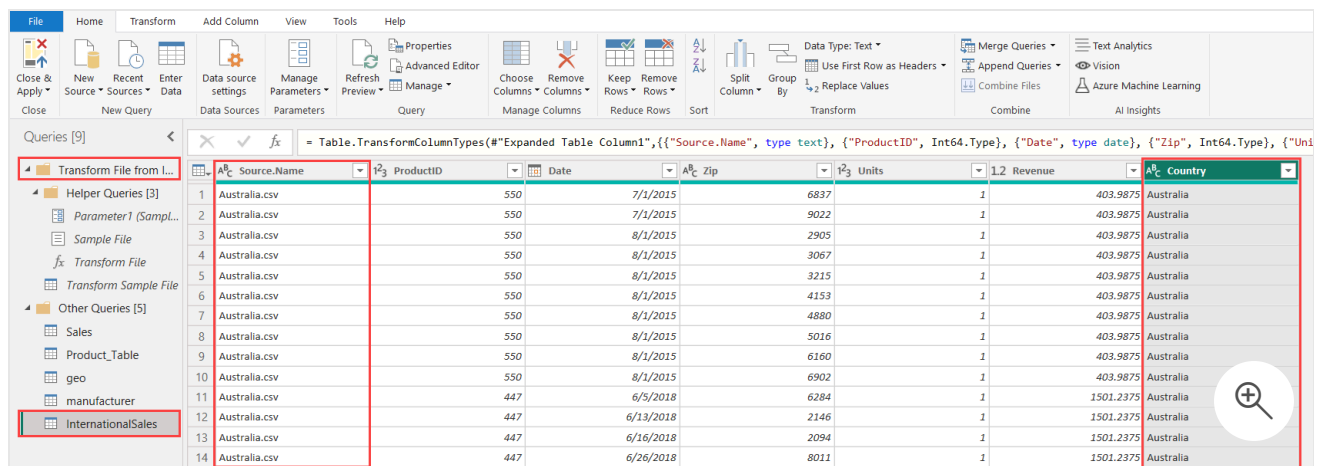 File Home Transform Add Column View Tools Help
Close & Apply New Source Recent Sources Enter Data Data source settings Manage Parameters Refresh Preview Properties Advanced Editor Manage Choose Columns Remove Columns Keep Rows Remove Rows Split Column Group By Data Type: Text Use First Row as Headers Replace Values Merge Queries Append Queries Combine Files Text Analytics Vision Azure Machine Learning
Close New Query Data Sources Parameters Query Manage Columns Reduce Rows Sort Transform Combine AI Insights
Queries [9]
Transform File from I...
Helper Queries [3]
Parameter1 (Sampl...
Sample File
fx Transform File
Transform Sample File
Other Queries [5]
Sales
Product_Table
geo
manufacturer
InternationalSales
fx = Table.TransformColumnTypes(#"Expanded Table Column1",{{"Source.Name", type text}, {"ProductID", Int64.Type}, {"Date", type date}, {"Zip", Int64.Type}, {"Uni
ABC Source.Name 123 ProductID Date ABC Zip 123 Units 1.2 Revenue ABC Country
1 Australia.csv 550 7/1/2015 6837 1 403.9875 Australia
2 Australia.csv 550 7/1/2015 9022 1 403.9875 Australia
3 Australia.csv 550 8/1/2015 2905 1 403.9875 Australia
4 Australia.csv 550 8/1/2015 3067 1 403.9875 Australia
5 Australia.csv 550 8/1/2015 3215 1 403.9875 Australia
6 Australia.csv 550 8/1/2015 4153 1 403.9875 Australia
7 Australia.csv 550 8/1/2015 4880 1 403.9875 Australia
8 Australia.csv 550 8/1/2015 5016 1 403.9875 Australia
9 Australia.csv 550 8/1/2015 6160 1 403.9875 Australia
10 Australia.csv 550 8/1/2015 6902 1 403.9875 Australia
11 Australia.csv 447 6/5/2018 6284 1 1501.2375 Australia
12 Australia.csv 447 6/13/2018 2146 1 1501.2375 Australia
13 Australia.csv 447 6/16/2018 2094 1 1501.2375 Australia
14 Australia.csv 447 6/26/2018 8011 1 1501.2375 Australia